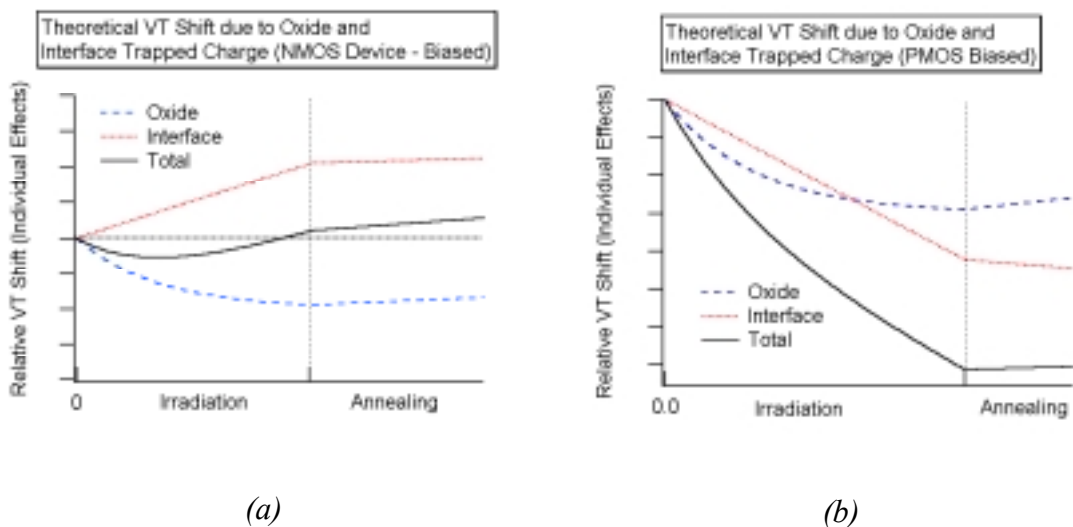 Theoretical VT Shift due to Oxide and
Interface Trapped Charge (NMOS Device - Biased)
Relative VT Shift (Individual Effects)
Oxide
Interface
Total
0
Irradiation
Annealing
(a)
Theoretical VT Shift due to Oxide and
Interface Trapped Charge (PMOS Biased)
Relative VT Shift (Individual Effects)
Oxide
Interface
Total
0.0
Irradiation
Annealing
(b)